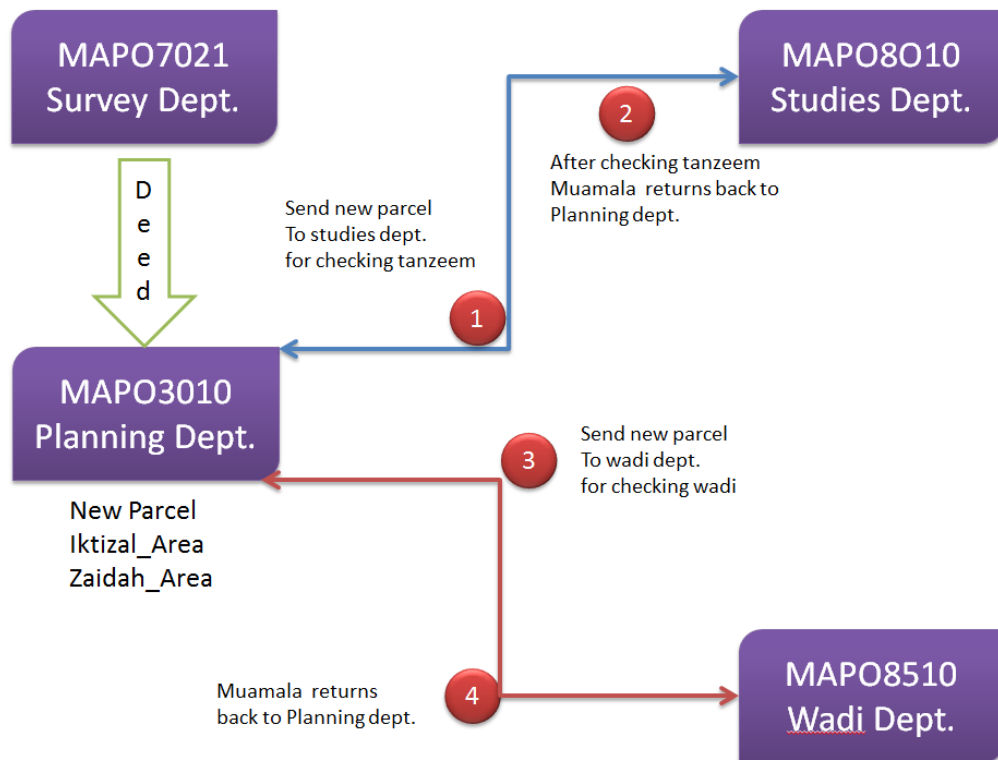 MAPO7021
Survey Dept.
MAPO8O10
Studies Dept.
D
e
e
d
2
After checking tanzeem
Muamala returns back to
Planning dept.
Send new parcel
To studies dept.
for checking tanzeem
1
MAPO3010
Planning Dept.
New Parcel
Iktizal_Area
Zaidah_Area
3
Send new parcel
To wadi dept.
for checking wadi
Muamala returns
back to Planning dept.
4
MAPO8510
Wadi Dept.